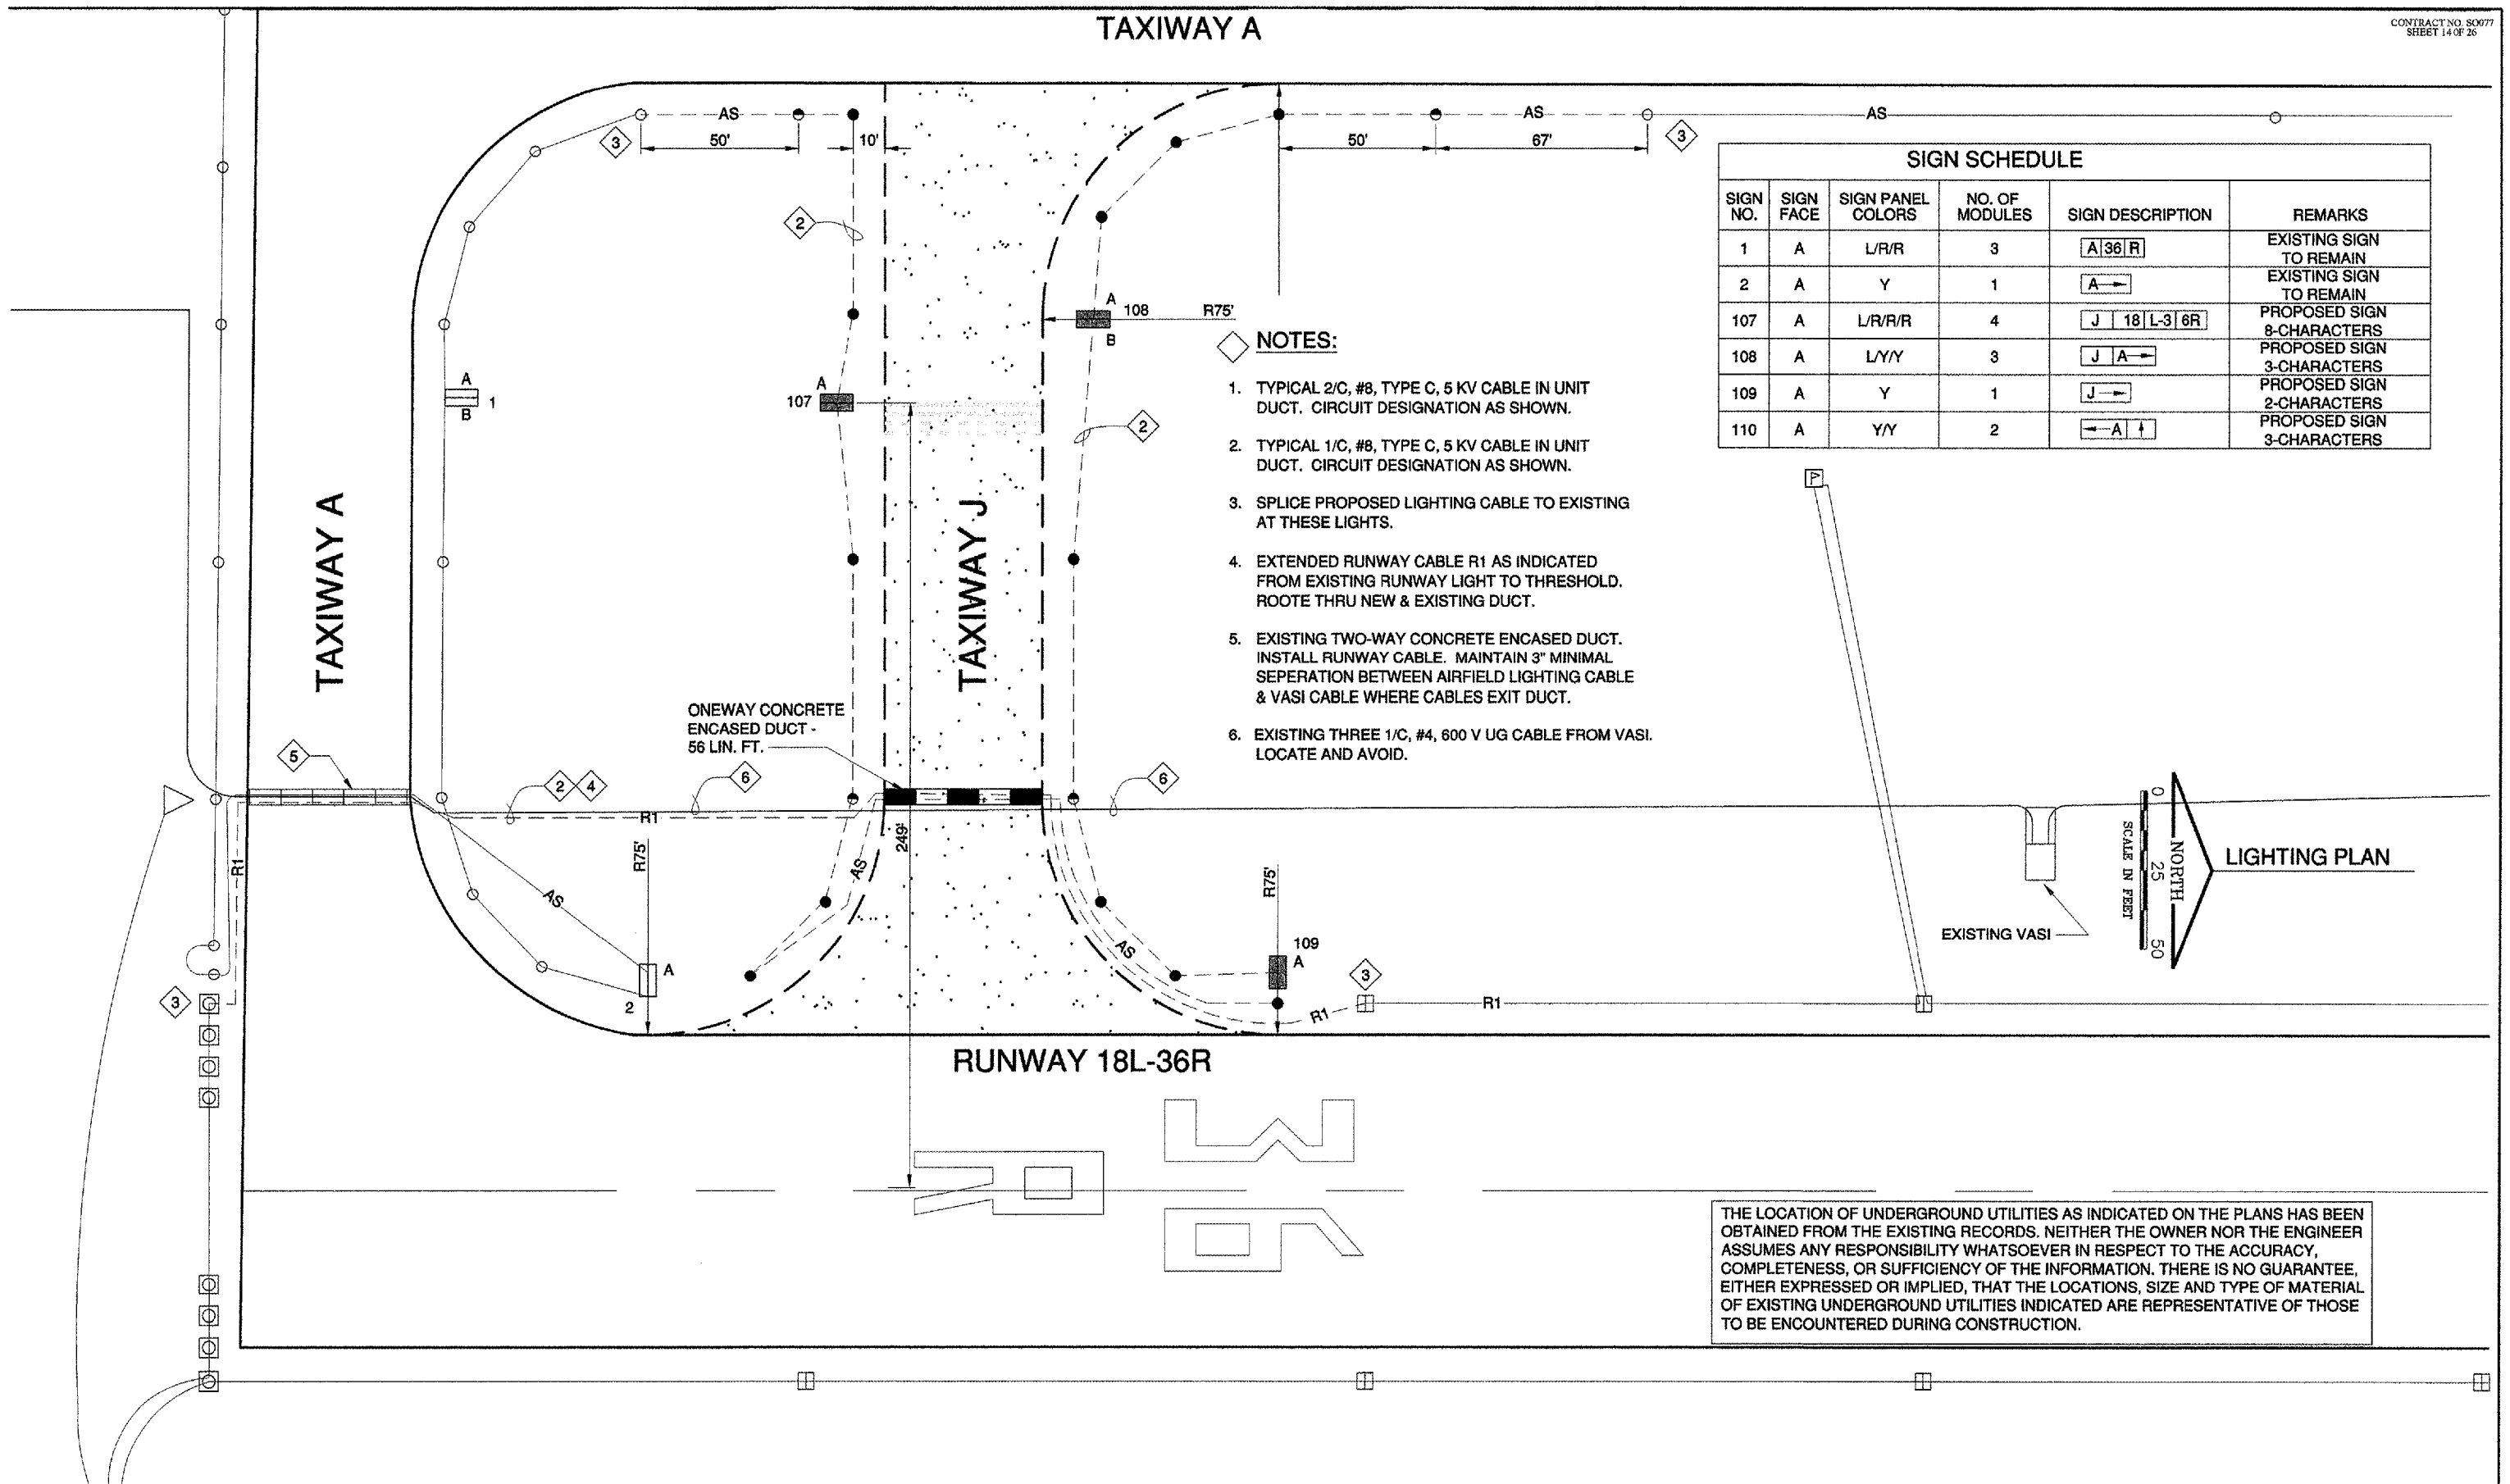 CONTRACT NO. SO077
SHEET 14 OF 26
TAXIWAY A
AS
50'
10'
3
2
50'
AS
67'
3
AS
SIGN SCHEDULE
SIGN NO. SIGN FACE SIGN PANEL COLORS NO. OF MODULES SIGN DESCRIPTION REMARKS
1 A L/R/R 3 A 36 R EXISTING SIGN TO REMAIN
2 A Y 1 A→ EXISTING SIGN TO REMAIN
107 A L/R/R/R 4 J 18 L-3 6R PROPOSED SIGN 8-CHARACTERS
108 A L/Y/Y 3 J A→ PROPOSED SIGN 3-CHARACTERS
109 A Y 1 J→ PROPOSED SIGN 2-CHARACTERS
110 A Y/Y 2 ←A ↑ PROPOSED SIGN 3-CHARACTERS
A
B 1
A
107
A
108
B
R75'
2
TAXIWAY A
TAXIWAY J
NOTES:
1. TYPICAL 2/C, #8, TYPE C, 5 KV CABLE IN UNIT
DUCT. CIRCUIT DESIGNATION AS SHOWN.
2. TYPICAL 1/C, #8, TYPE C, 5 KV CABLE IN UNIT
DUCT. CIRCUIT DESIGNATION AS SHOWN.
3. SPLICE PROPOSED LIGHTING CABLE TO EXISTING
AT THESE LIGHTS.
4. EXTENDED RUNWAY CABLE R1 AS INDICATED
FROM EXISTING RUNWAY LIGHT TO THRESHOLD.
ROOTE THRU NEW & EXISTING DUCT.
5. EXISTING TWO-WAY CONCRETE ENCASED DUCT.
INSTALL RUNWAY CABLE. MAINTAIN 3" MINIMAL
SEPERATION BETWEEN AIRFIELD LIGHTING CABLE
& VASI CABLE WHERE CABLES EXIT DUCT.
6. EXISTING THREE 1/C, #4, 600 V UG CABLE FROM VASI.
LOCATE AND AVOID.
P
ONEWAY CONCRETE
ENCASED DUCT -
56 LIN. FT.
5
2 4
6
6
R1
R1
R75'
249'
AS
AS
A
2
3
AS
R75'
109
A
3
R1
R1
EXISTING VASI
0 25 50
SCALE IN FEET
NORTH
LIGHTING PLAN
RUNWAY 18L-36R
36
R
THE LOCATION OF UNDERGROUND UTILITIES AS INDICATED ON THE PLANS HAS BEEN
OBTAINED FROM THE EXISTING RECORDS. NEITHER THE OWNER NOR THE ENGINEER
ASSUMES ANY RESPONSIBILITY WHATSOEVER IN RESPECT TO THE ACCURACY,
COMPLETENESS, OR SUFFICIENCY OF THE INFORMATION. THERE IS NO GUARANTEE,
EITHER EXPRESSED OR IMPLIED, THAT THE LOCATIONS, SIZE AND TYPE OF MATERIAL
OF EXISTING UNDERGROUND UTILITIES INDICATED ARE REPRESENTATIVE OF THOSE
TO BE ENCOUNTERED DURING CONSTRUCTION.